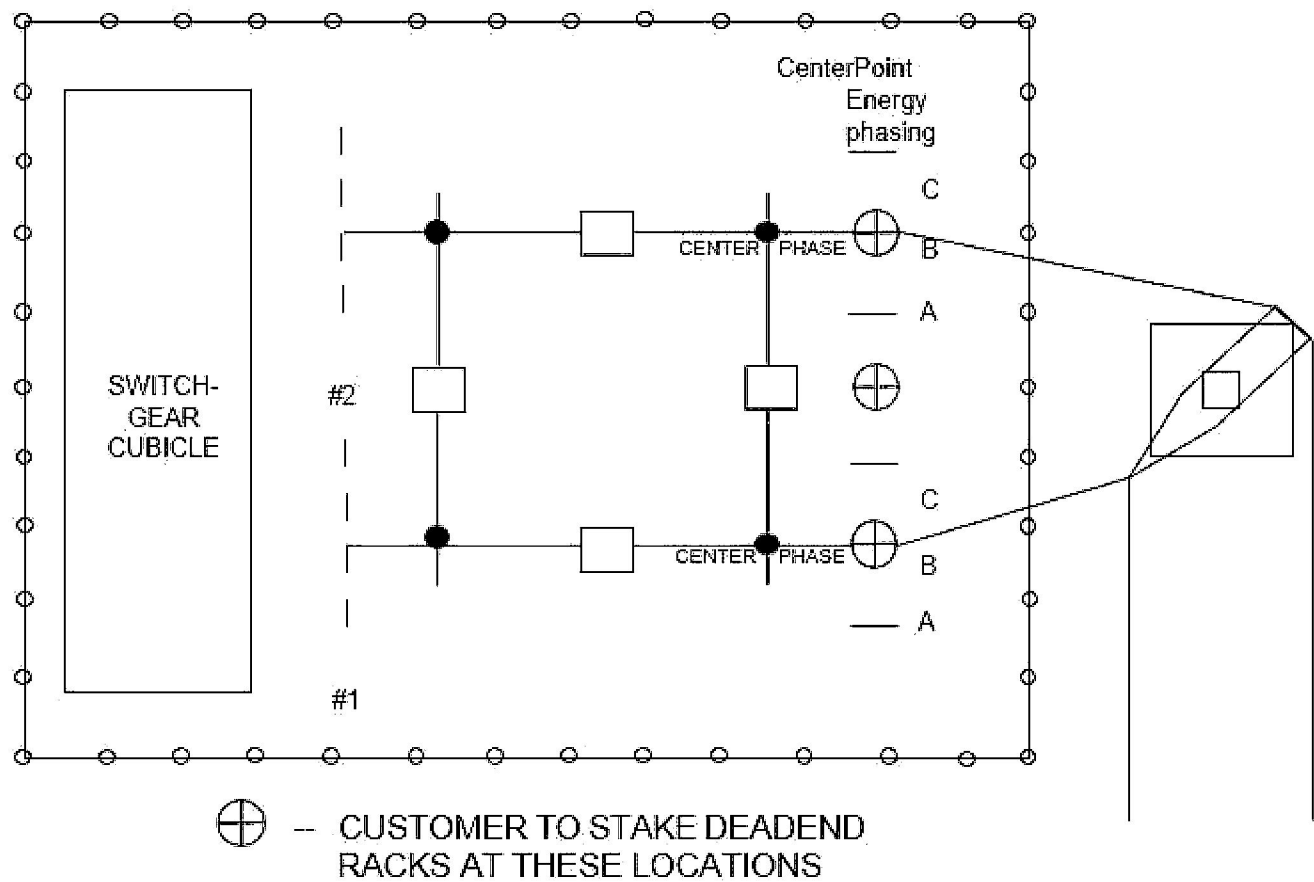 CenterPoint
Energy
phasing
C
CENTER PHASE
B
A
SWITCH-
GEAR
CUBICLE
#2
C
CENTER PHASE
B
A
#1
-- CUSTOMER TO STAKE DEADEND
RACKS AT THESE LOCATIONS